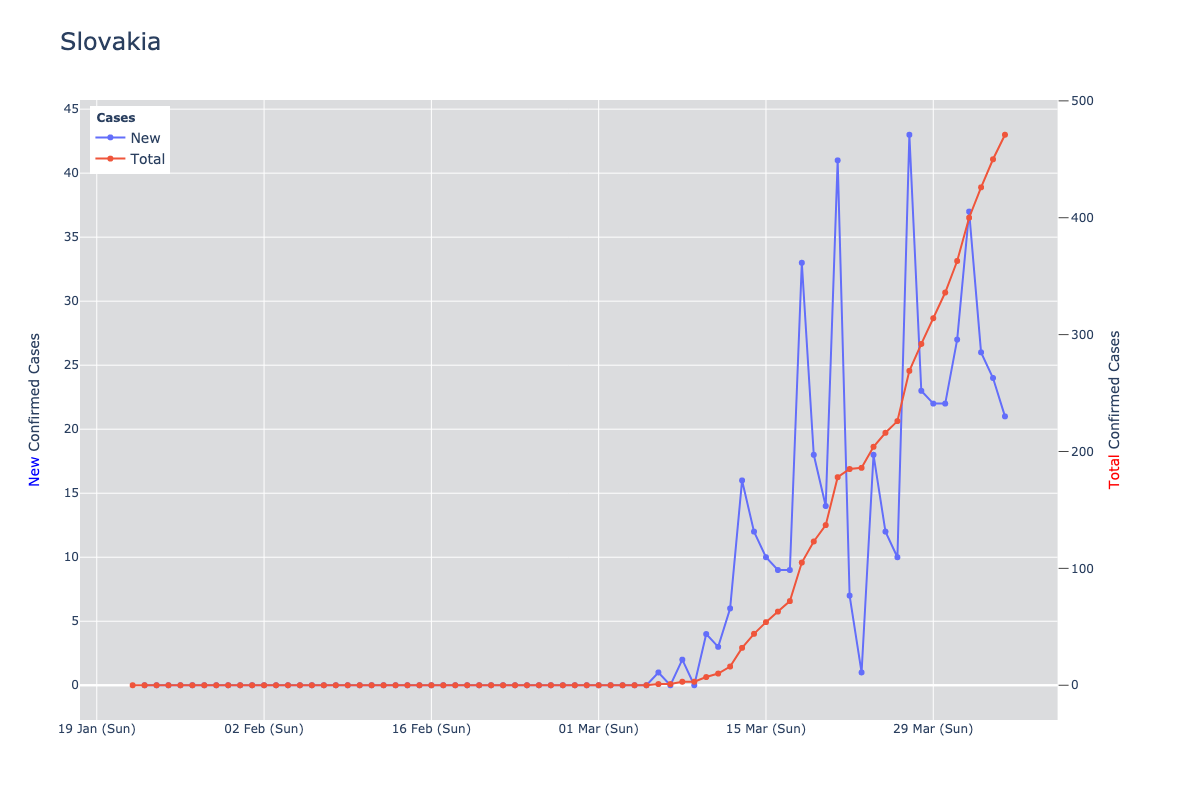 Slovakia
Cases
New
Total
45
40
35
30
25
20
15
10
5
0
500
400
300
200
100
0
New Confirmed Cases
Total Confirmed Cases
19 Jan (Sun)
02 Feb (Sun)
16 Feb (Sun)
01 Mar (Sun)
15 Mar (Sun)
29 Mar (Sun)